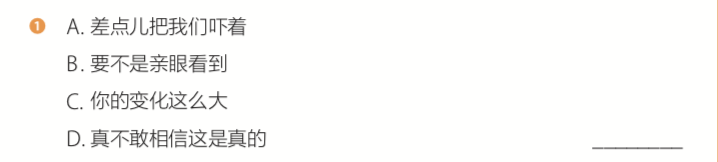 1 A. 差点儿把我们吓着
B. 要不是亲眼看到
C. 你的变化这么大
D. 真不敢相信这是真的 ________